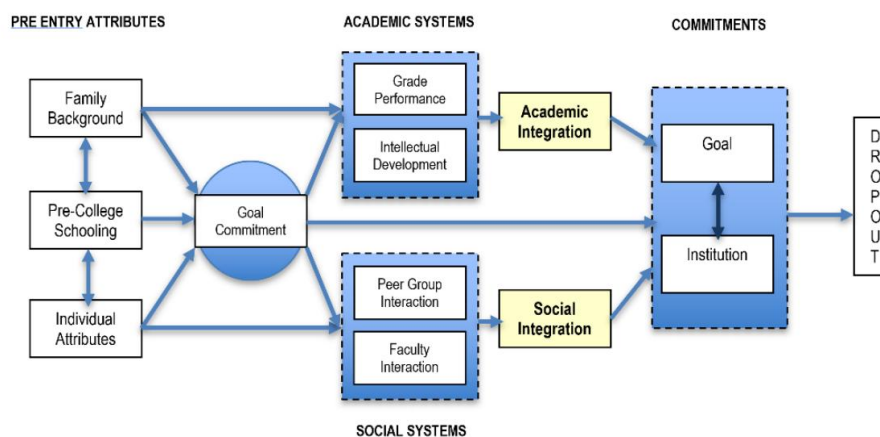 PRE ENTRY ATTRIBUTES
ACADEMIC SYSTEMS
COMMITMENTS
Family
Background
Pre-College
Schooling
Individual
Attributes
Goal
Commitment
Grade
Performance
Intellectual
Development
Academic
Integration
Peer Group
Interaction
Faculty
Interaction
Social
Integration
SOCIAL SYSTEMS
Goal
Institution
D
R
O
P
O
U
T